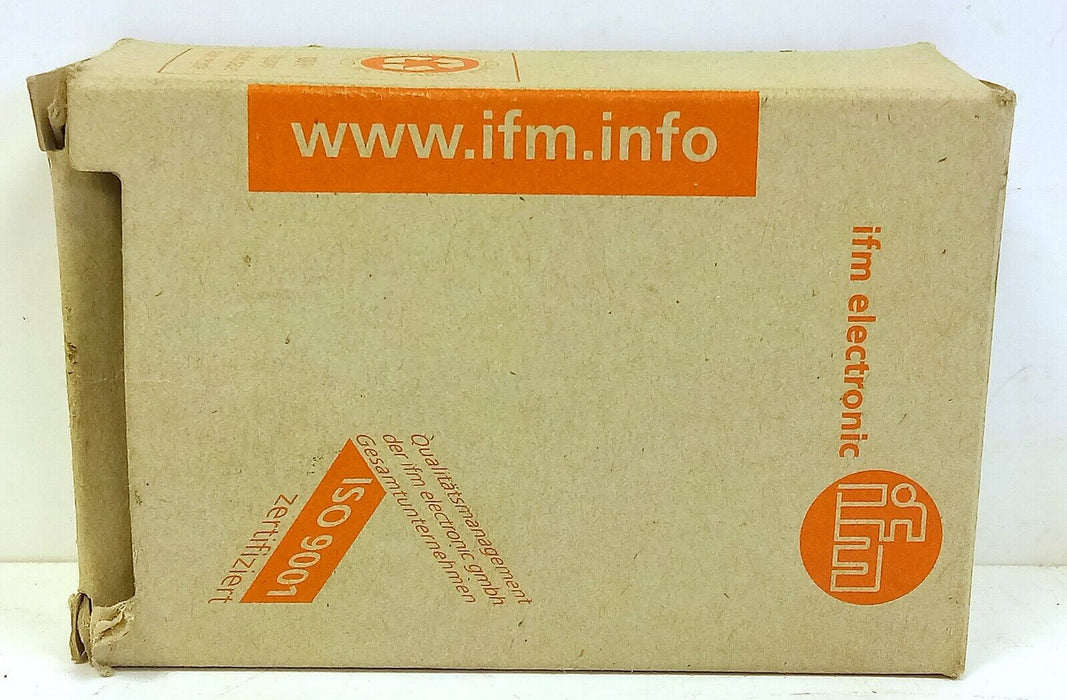 www.ifm.info
ifm electronic
ifm
Qualitätsmanagement
der ifm electronic gmbh
Gesamtunternehmen
ISO 9001
zertifiziert